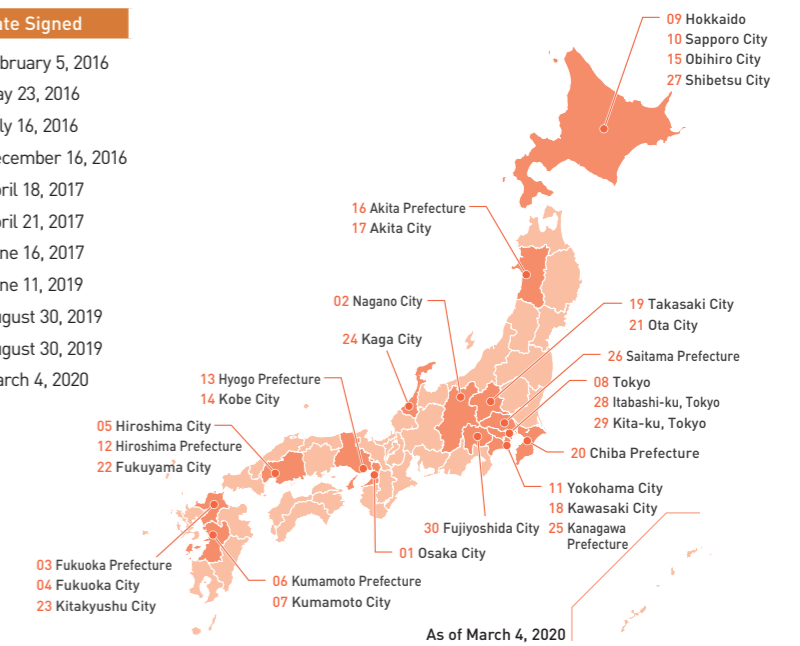 ate Signed
bruary 5, 2016
ay 23, 2016
ly 16, 2016
ecember 16, 2016
pril 18, 2017
pril 21, 2017
ne 16, 2017
ne 11, 2019
ugust 30, 2019
ugust 30, 2019
arch 4, 2020
09 Hokkaido
10 Sapporo City
15 Obihiro City
27 Shibetsu City
16 Akita Prefecture
17 Akita City
02 Nagano City
24 Kaga City
13 Hyogo Prefecture
14 Kobe City
05 Hiroshima City
12 Hiroshima Prefecture
22 Fukuyama City
19 Takasaki City
21 Ota City
26 Saitama Prefecture
08 Tokyo
28 Itabashi-ku, Tokyo
29 Kita-ku, Tokyo
20 Chiba Prefecture
11 Yokohama City
18 Kawasaki City
25 Kanagawa
Prefecture
30 Fujiyoshida City
01 Osaka City
03 Fukuoka Prefecture
04 Fukuoka City
23 Kitakyushu City
06 Kumamoto Prefecture
07 Kumamoto City
As of March 4, 2020